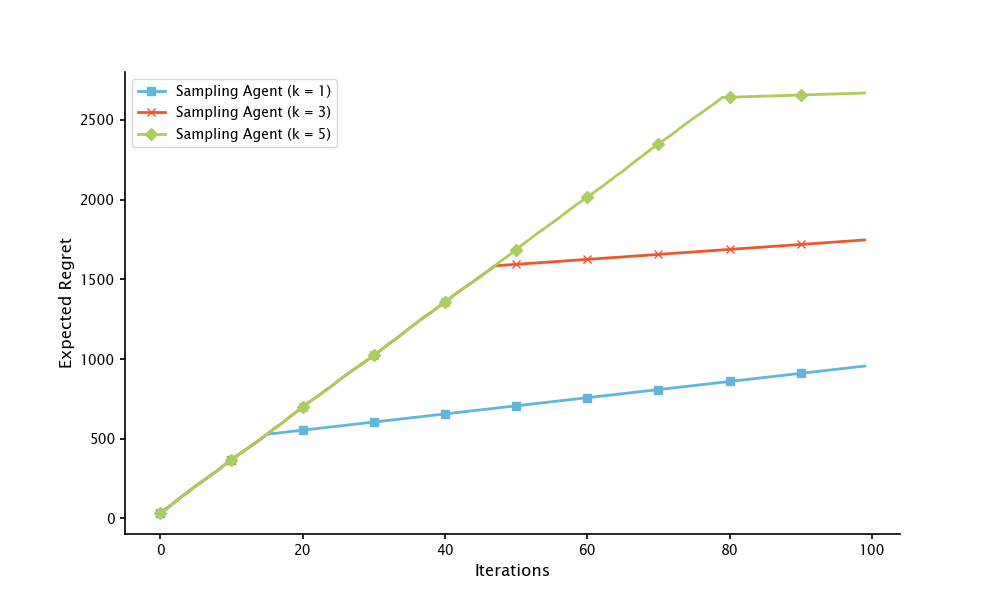 Sampling Agent (k = 1)
Sampling Agent (k = 3)
Sampling Agent (k = 5)
Expected Regret
2500
2000
1500
1000
500
0
0 20 40 60 80 100
Iterations